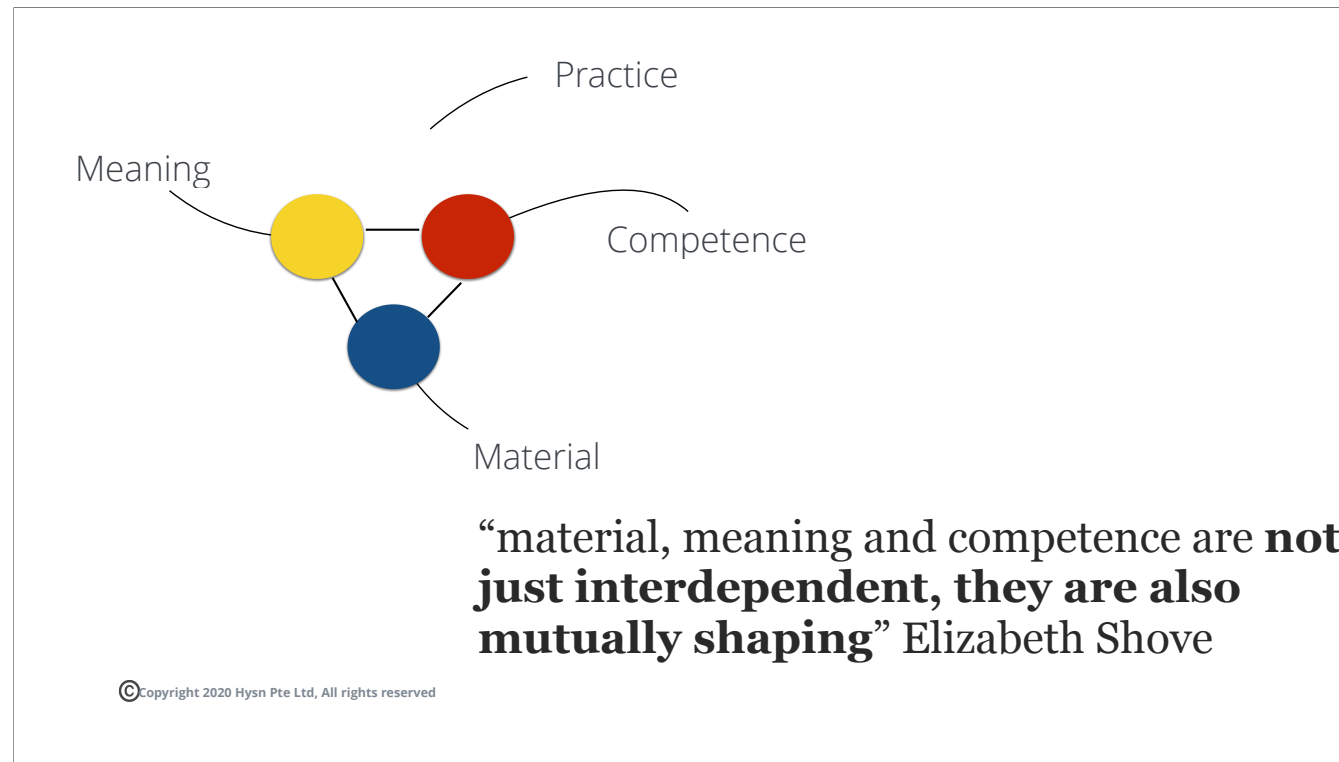 Practice
Meaning
Competence
Material
“material, meaning and competence are not
just interdependent, they are also
mutually shaping” Elizabeth Shove
©Copyright 2020 Hysn Pte Ltd, All rights reserved